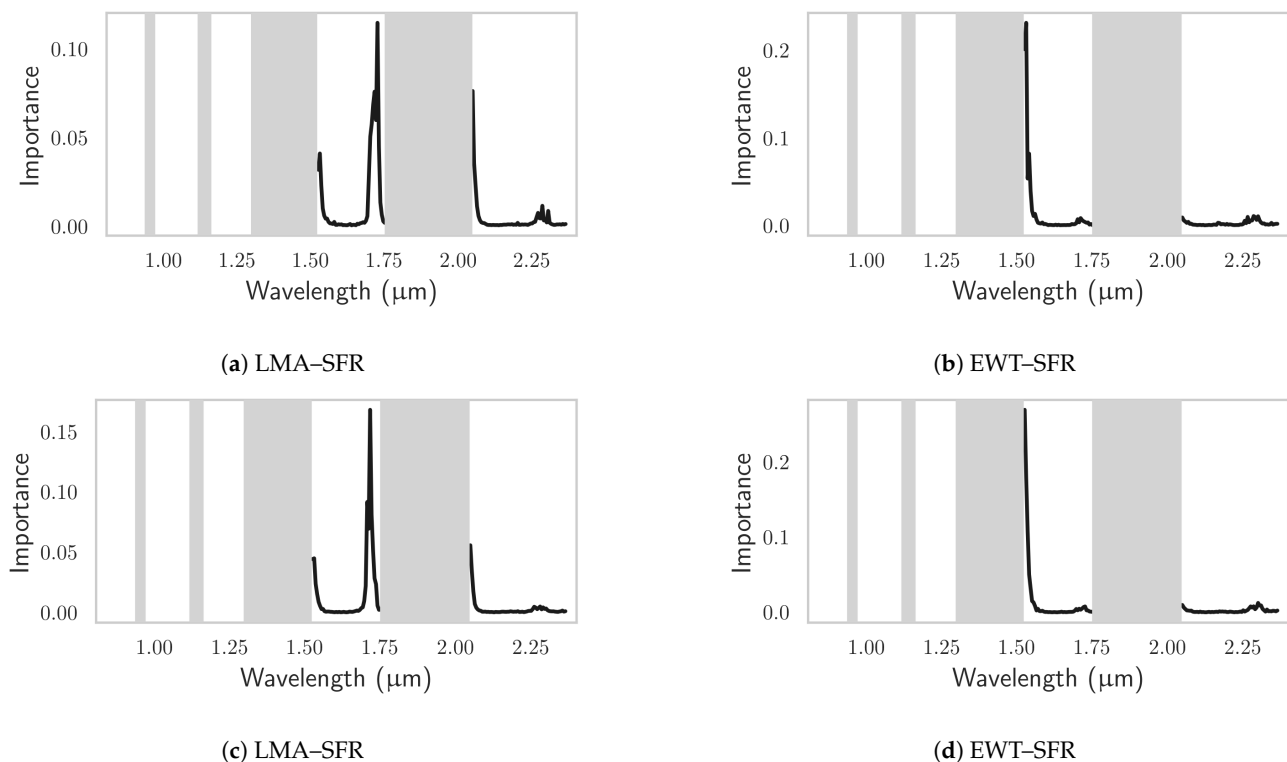 0.10
0.05
0.00
Importance
1.00 1.25 1.50 1.75 2.00 2.25
Wavelength (μm)
(a) LMA–SFR
0.2
0.1
0.0
Importance
1.00 1.25 1.50 1.75 2.00 2.25
Wavelength (μm)
(b) EWT–SFR
0.15
0.10
0.05
0.00
Importance
1.00 1.25 1.50 1.75 2.00 2.25
Wavelength (μm)
(c) LMA–SFR
0.2
0.1
0.0
Importance
1.00 1.25 1.50 1.75 2.00 2.25
Wavelength (μm)
(d) EWT–SFR